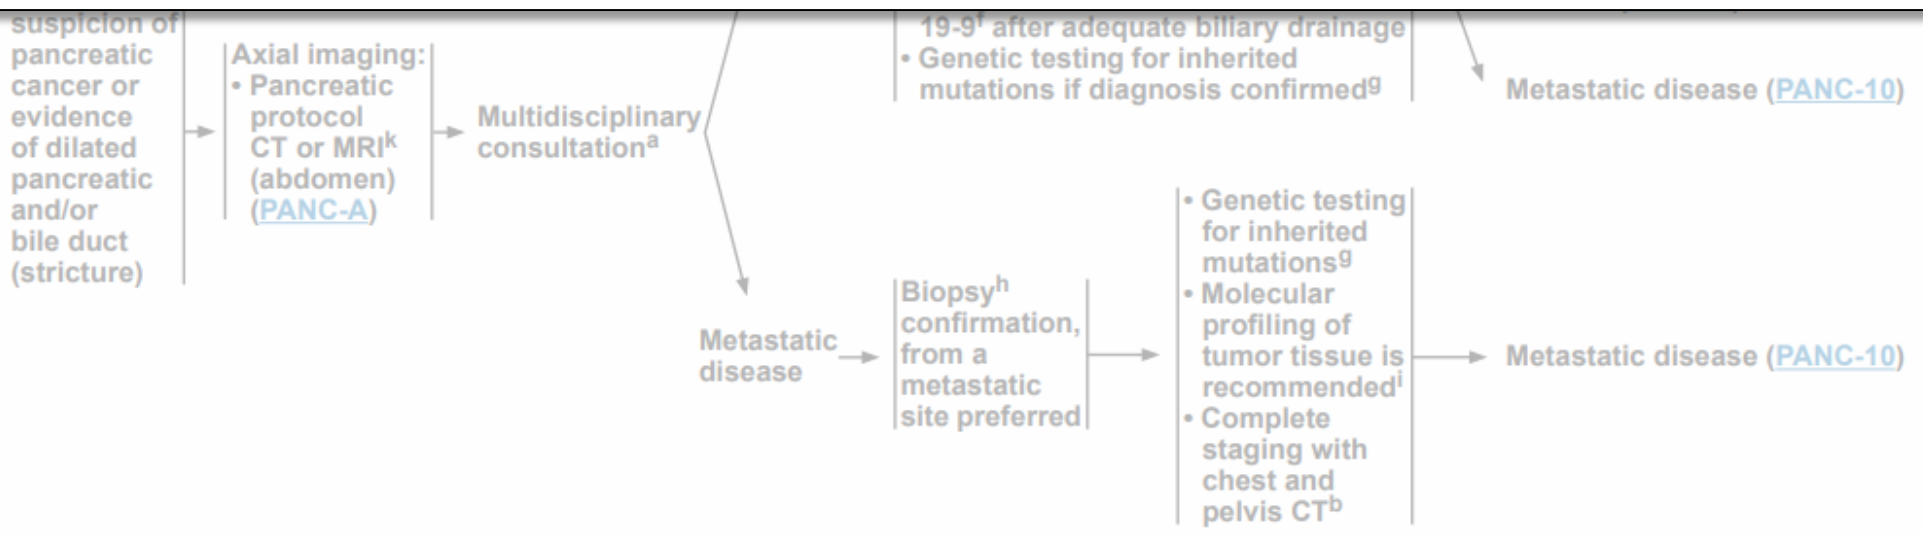 suspicion of
pancreatic
cancer or
evidence
of dilated
pancreatic
and/or
bile duct
(stricture)
Axial imaging:
• Pancreatic
protocol
CT or MRIᵏ
(abdomen)
(PANC-A)
Multidisciplinary
consultationᵃ
19-9ᶠ after adequate biliary drainage
• Genetic testing for inherited
mutations if diagnosis confirmedᵍ
Metastatic disease (PANC-10)
Metastatic
disease
Biopsyʰ
confirmation,
from a
metastatic
site preferred
• Genetic testing
for inherited
mutationsᵍ
• Molecular
profiling of
tumor tissue is
recommendedⁱ
• Complete
staging with
chest and
pelvis CTᵇ
Metastatic disease (PANC-10)